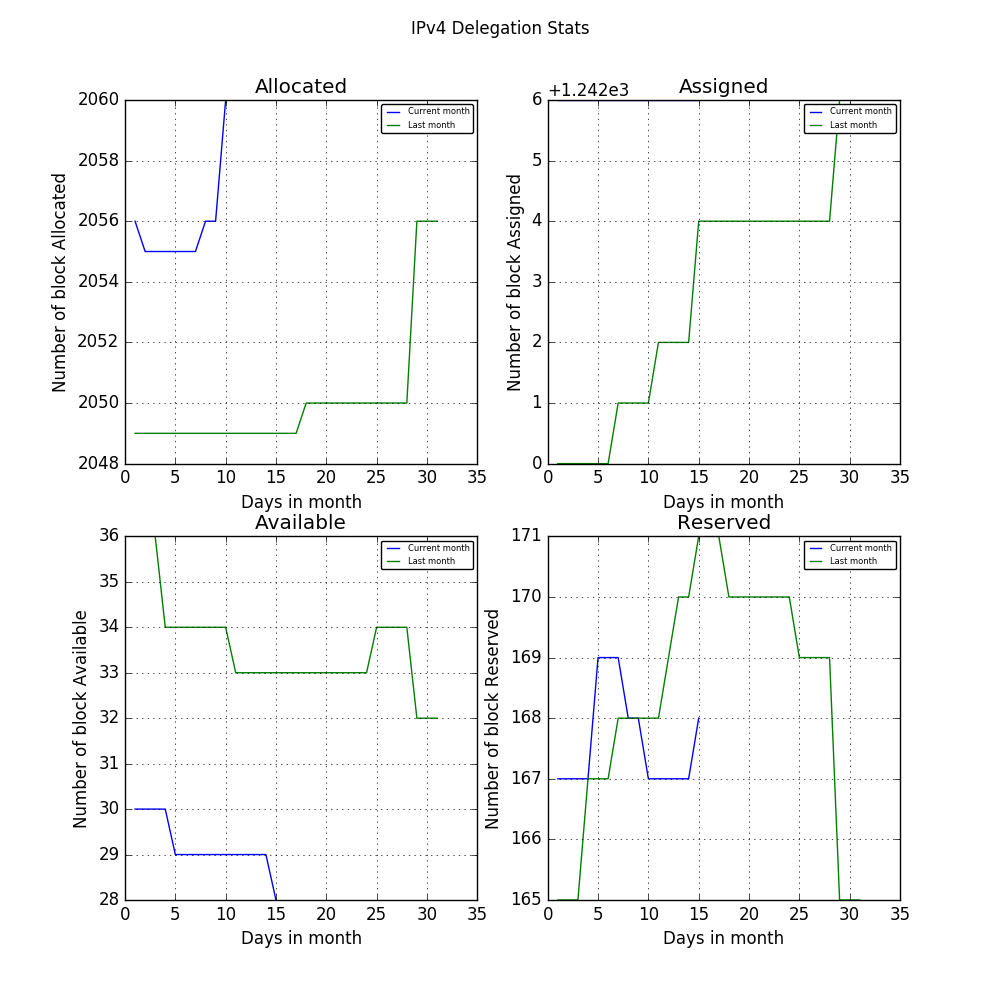 IPv4 Delegation Stats
Allocated
2060
2058
2056
2054
2052
2050
2048
Number of block Allocated
0 5 10 15 20 25 30 35
Days in month
Current month
Last month
+1.242e3
Assigned
6
5
4
3
2
1
0
Number of block Assigned
0 5 10 15 20 25 30 35
Days in month
Current month
Last month
Available
36
35
34
33
32
31
30
29
28
Number of block Available
0 5 10 15 20 25 30 35
Days in month
Current month
Last month
Reserved
171
170
169
168
167
166
165
Number of block Reserved
0 5 10 15 20 25 30 35
Days in month
Current month
Last month